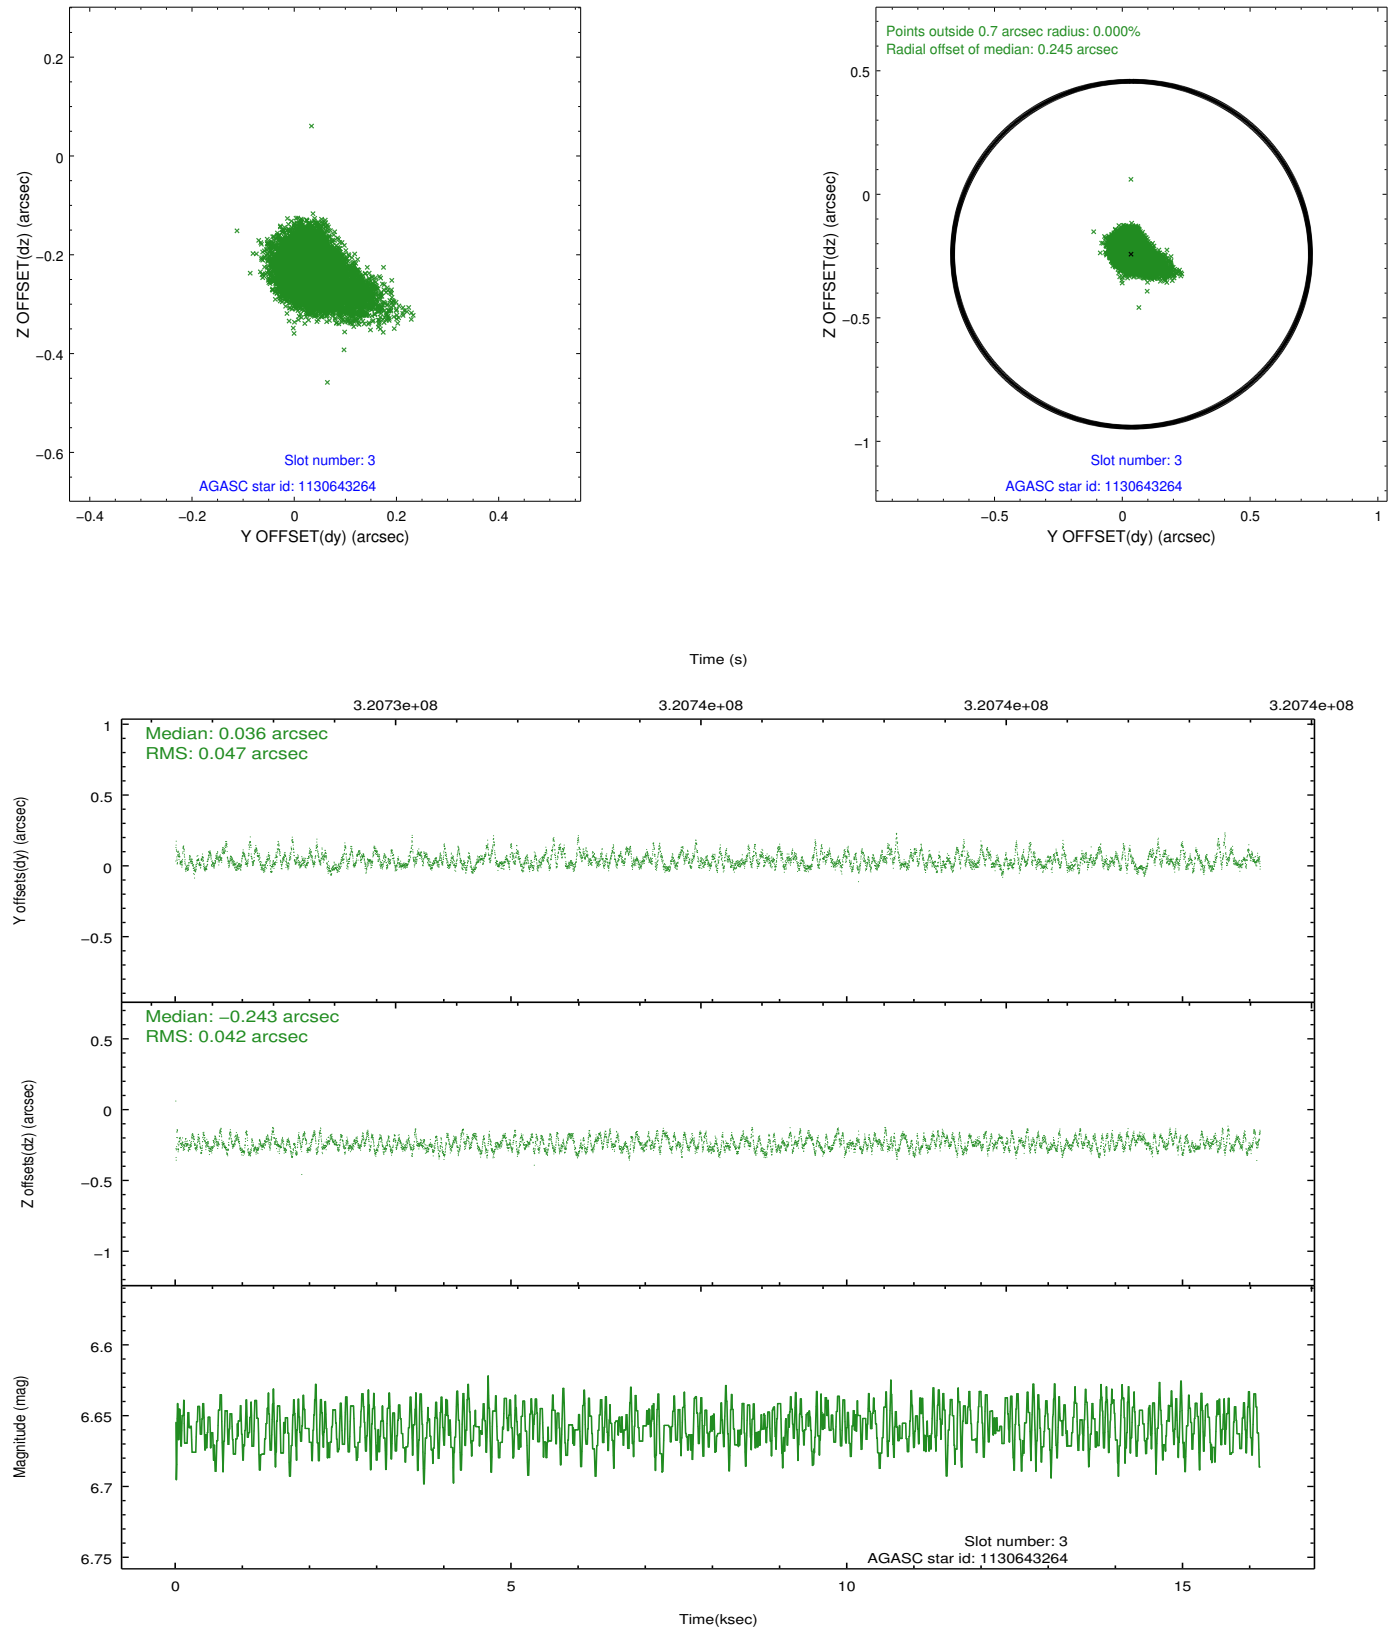 0.2
0
−0.2
−0.4
−0.6
Z OFFSET(dz) (arcsec)
Slot number: 3
AGASC star id: 1130643264
−0.4
−0.2
0
0.2
0.4
Y OFFSET(dy) (arcsec)
Points outside 0.7 arcsec radius: 0.000%
Radial offset of median: 0.245 arcsec
0.5
0
−0.5
−1
Z OFFSET(dz) (arcsec)
Slot number: 3
AGASC star id: 1130643264
−0.5
0
0.5
1
Y OFFSET(dy) (arcsec)
Time (s)
3.2073e+08
3.2074e+08
3.2074e+08
3.2074e+08
Median: 0.036 arcsec
RMS: 0.047 arcsec
1
0.5
0
−0.5
Y offsets(dy) (arcsec)
Median: −0.243 arcsec
RMS: 0.042 arcsec
0.5
0
−0.5
−1
Z offsets(dz) (arcsec)
6.6
6.65
6.7
6.75
Magnitude (mag)
Slot number: 3
AGASC star id: 1130643264
0
5
10
15
Time(ksec)